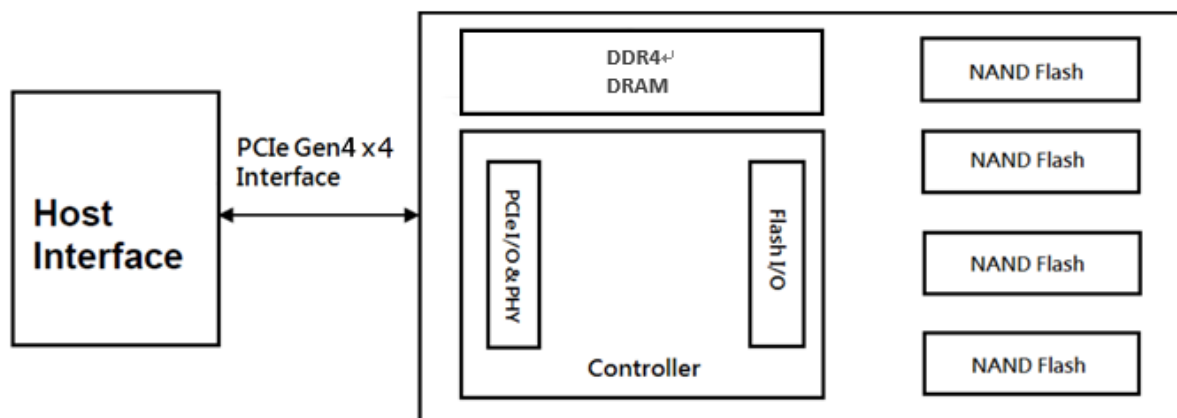 Host
Interface
PCIe Gen4 x4
Interface
DDR4↵
DRAM
PCIe I/O & PHY
Flash I/O
Controller
NAND Flash
NAND Flash
NAND Flash
NAND Flash